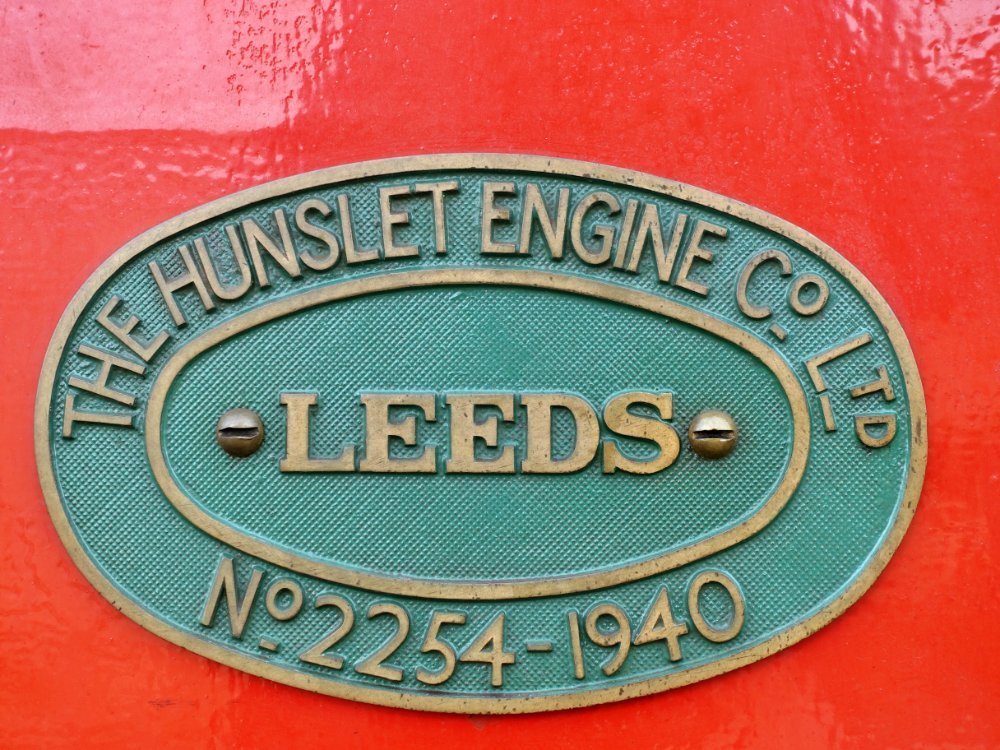 THE HUNSLET ENGINE Co. LTD
LEEDS
No. 2254-1940